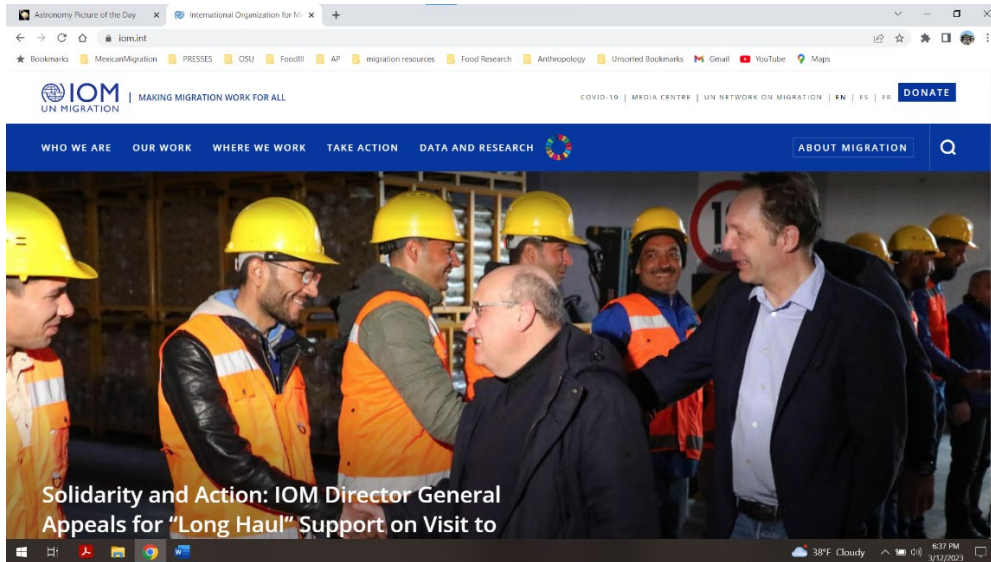 Astronomy Picture of the Day
International Organization for Mi
iomint
Bookmarks MexicanMigration PRESSES OSU Food!!! AP migration resources Food Research Anthropology Unsorted Bookmarks Gmail YouTube Maps
IOM
UN MIGRATION
MAKING MIGRATION WORK FOR ALL
COVID-19 | MEDIA CENTRE | UN NETWORK ON MIGRATION | EN | ES | FR
DONATE
WHO WE ARE OUR WORK WHERE WE WORK TAKE ACTION DATA AND RESEARCH
ABOUT MIGRATION
Solidarity and Action: IOM Director General
Appeals for “Long Haul“ Support on Visit to
38°F Cloudy
6:37 PM
3/12/2023